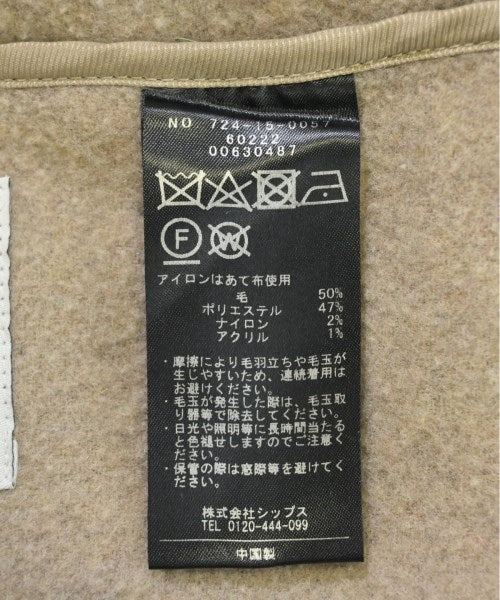 NO 724-15-0057
60222
00630487
F W
アイロンはあて布使用
毛 50%
ポリエステル 47%
ナイロン 2%
アクリル 1%
・摩擦により毛羽立ちや毛玉が
生じやすいため、連続着用は
お避けください。
・毛玉が発生した際は、毛玉取
り器等で除去してください。
・日光や照明等に長時間当たる
と色褪せしますのでご注意く
ださい。
・保管の際は窓際等を避けてく
ださい。
株式会社シップス
TEL 0120-444-099
中国製